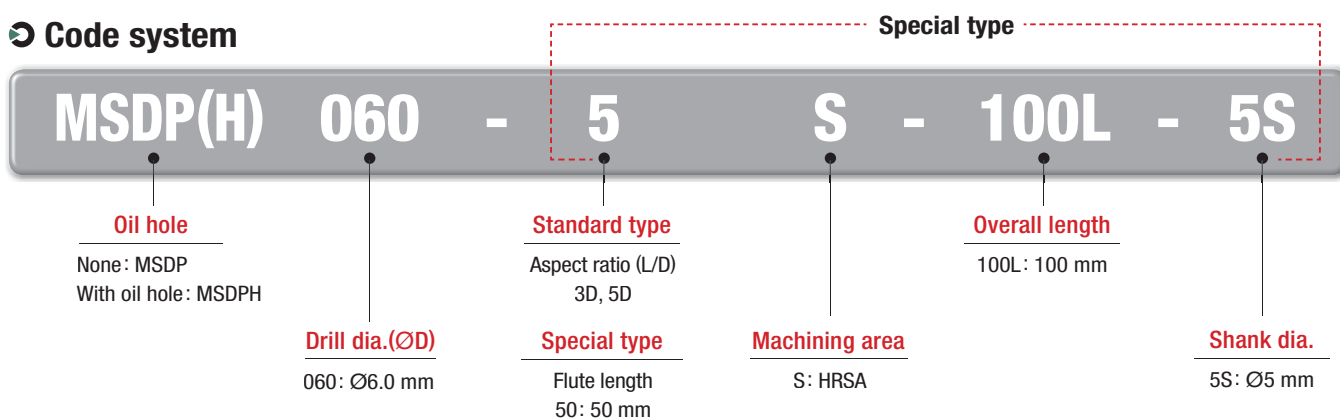 Code system
Special type
MSDP(H) 060 - 5 S - 100L - 5S
Oil hole
None: MSDP
With oil hole: MSDPH
Drill dia.(ØD)
060: Ø6.0 mm
Standard type
Aspect ratio (L/D)
3D, 5D
Special type
Flute length
50: 50 mm
Machining area
S: HRSA
Overall length
100L: 100 mm
Shank dia.
5S: Ø5 mm